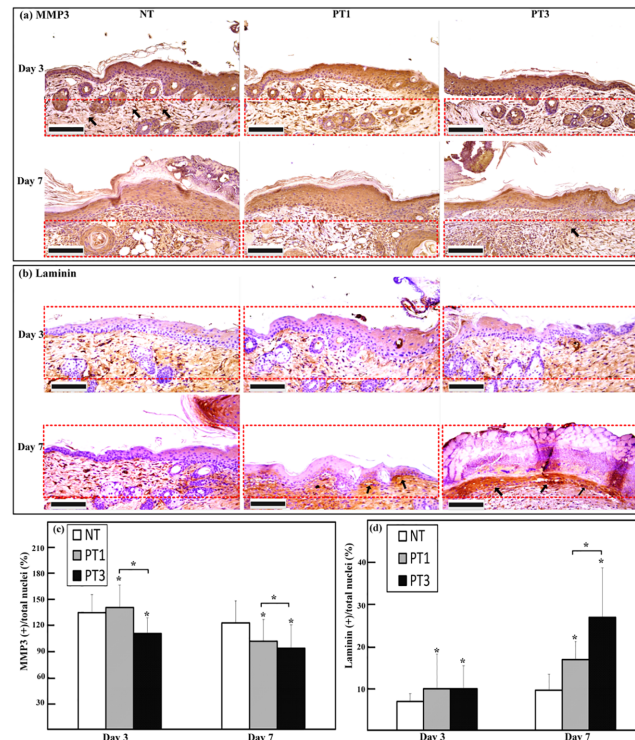 (a) MMP3 NT PT1 PT3
Day 3
Day 7
(b) Laminin
Day 3
Day 7
(c) (d)
NT
PT1
PT3
MMP3 (+)/total nuclei (%)
210
180
150
120
90
60
30
* * * * * *
Day 3 Day 7
NT
PT1
PT3
Laminin (+)/total nuclei (%)
40
30
20
10
* * * * *
Day 3 Day 7